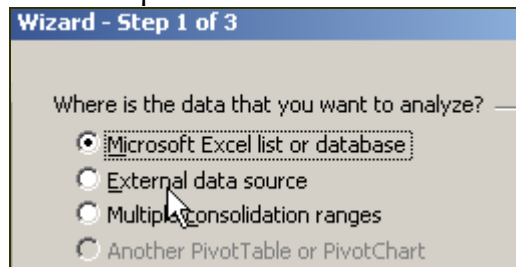 Wizard - Step 1 of 3
Where is the data that you want to analyze?
Microsoft Excel list or database
External data source
Multiple consolidation ranges
Another PivotTable or PivotChart